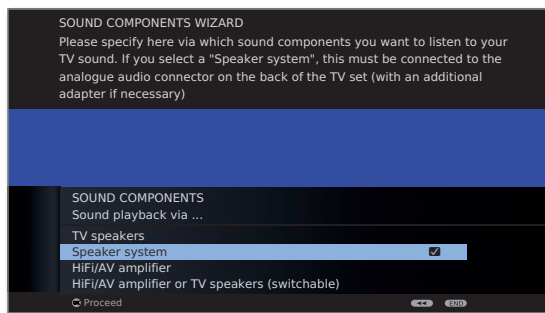 SOUND COMPONENTS WIZARD
Please specify here via which sound components you want to listen to your
TV sound. If you select a "Speaker system", this must be connected to the
analogue audio connector on the back of the TV set (with an additional
adapter if necessary)
SOUND COMPONENTS
Sound playback via ...
TV speakers
Speaker system
HiFi/AV amplifier
HiFi/AV amplifier or TV speakers (switchable)
OK Proceed
END